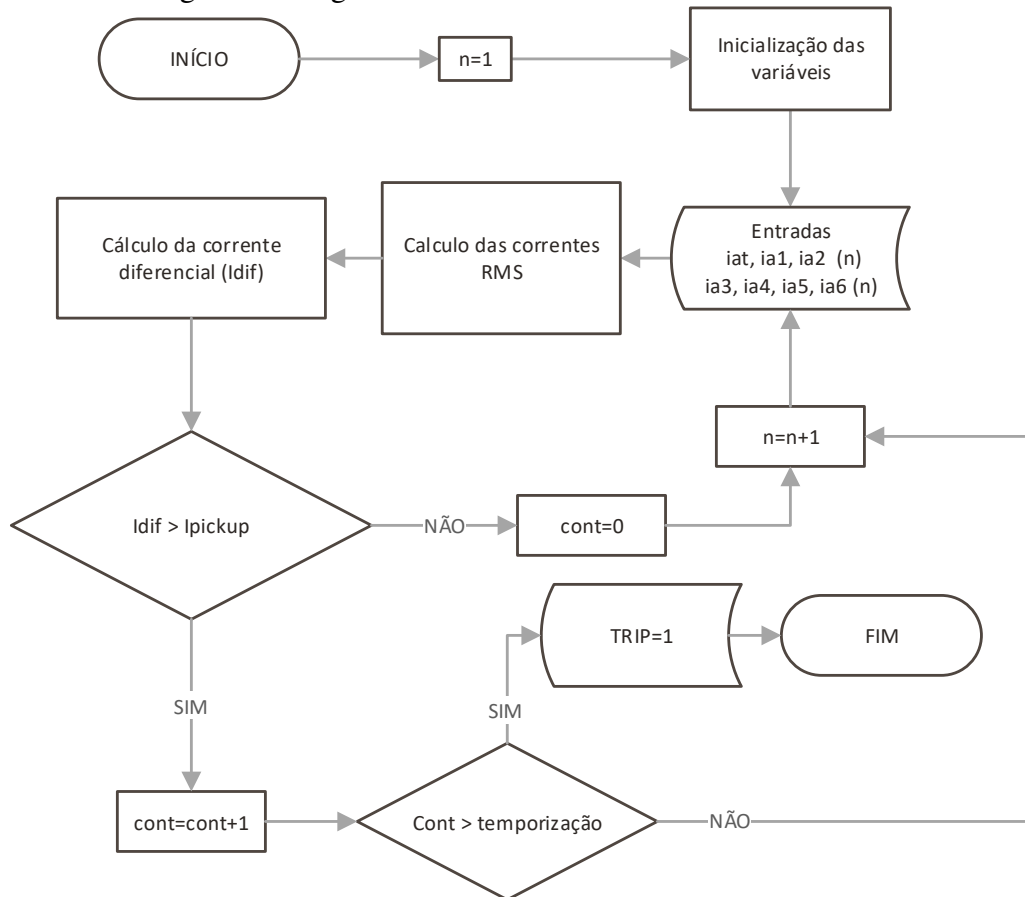 INÍCIO
n=1
Inicialização das
variáveis
Entradas
iat, ia1, ia2 (n)
ia3, ia4, ia5, ia6 (n)
Calculo das correntes
RMS
Cálculo da corrente
diferencial (Idif)
n=n+1
Idif > Ipickup
NÃO
cont=0
TRIP=1
FIM
SIM
SIM
cont=cont+1
Cont > temporização
NÃO